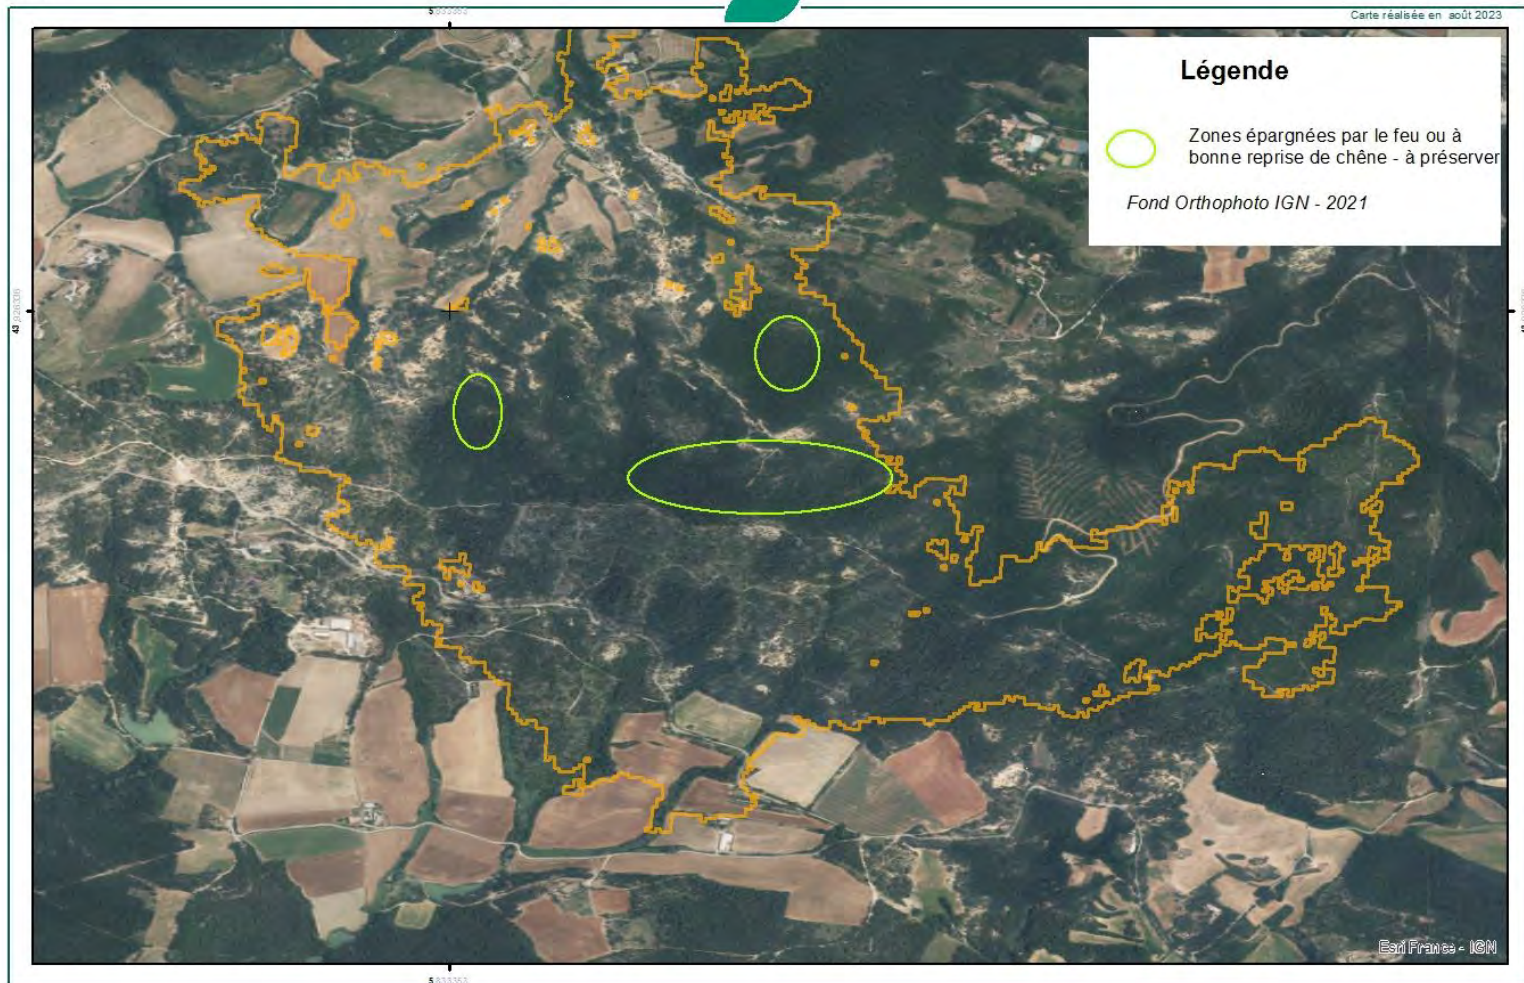 Carte réalisée en août 2023
Légende
Zones épargnées par le feu ou à
bonne reprise de chêne - à préserver
Fond Orthophoto IGN - 2021
Esri France - IGN